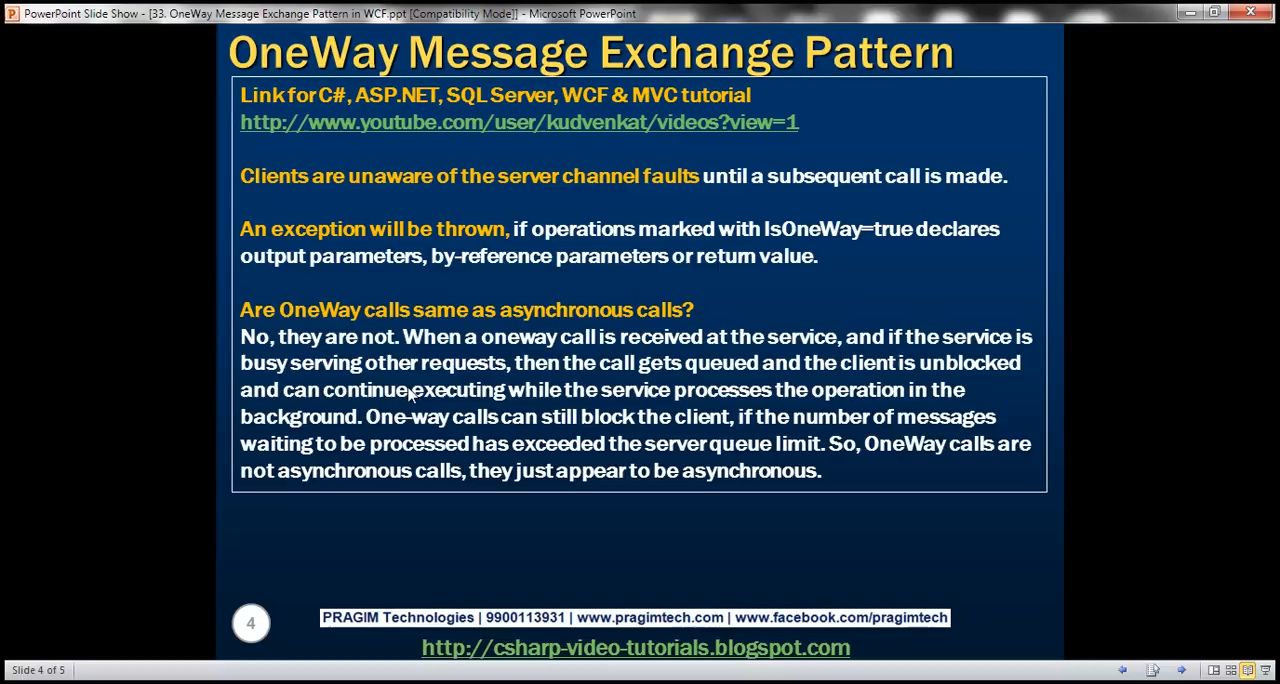 PowerPoint Slide Show - [33. OneWay Message Exchange Pattern in WCF.ppt [Compatibility Mode]] - Microsoft PowerPoint
OneWay Message Exchange Pattern
Link for C#, ASP.NET, SQL Server, WCF & MVC tutorial
http://www.youtube.com/user/kudvenkat/videos?view=1
Clients are unaware of the server channel faults until a subsequent call is made.
An exception will be thrown, if operations marked with IsOneWay=true declares
output parameters, by-reference parameters or return value.
Are OneWay calls same as asynchronous calls?
No, they are not. When a oneway call is received at the service, and if the service is
busy serving other requests, then the call gets queued and the client is unblocked
and can continue executing while the service processes the operation in the
background. One-way calls can still block the client, if the number of messages
waiting to be processed has exceeded the server queue limit. So, OneWay calls are
not asynchronous calls, they just appear to be asynchronous.
4
PRAGIM Technologies | 9900113931 | www.pragimtech.com | www.facebook.com/pragimtech
http://csharp-video-tutorials.blogspot.com
Slide 4 of 5